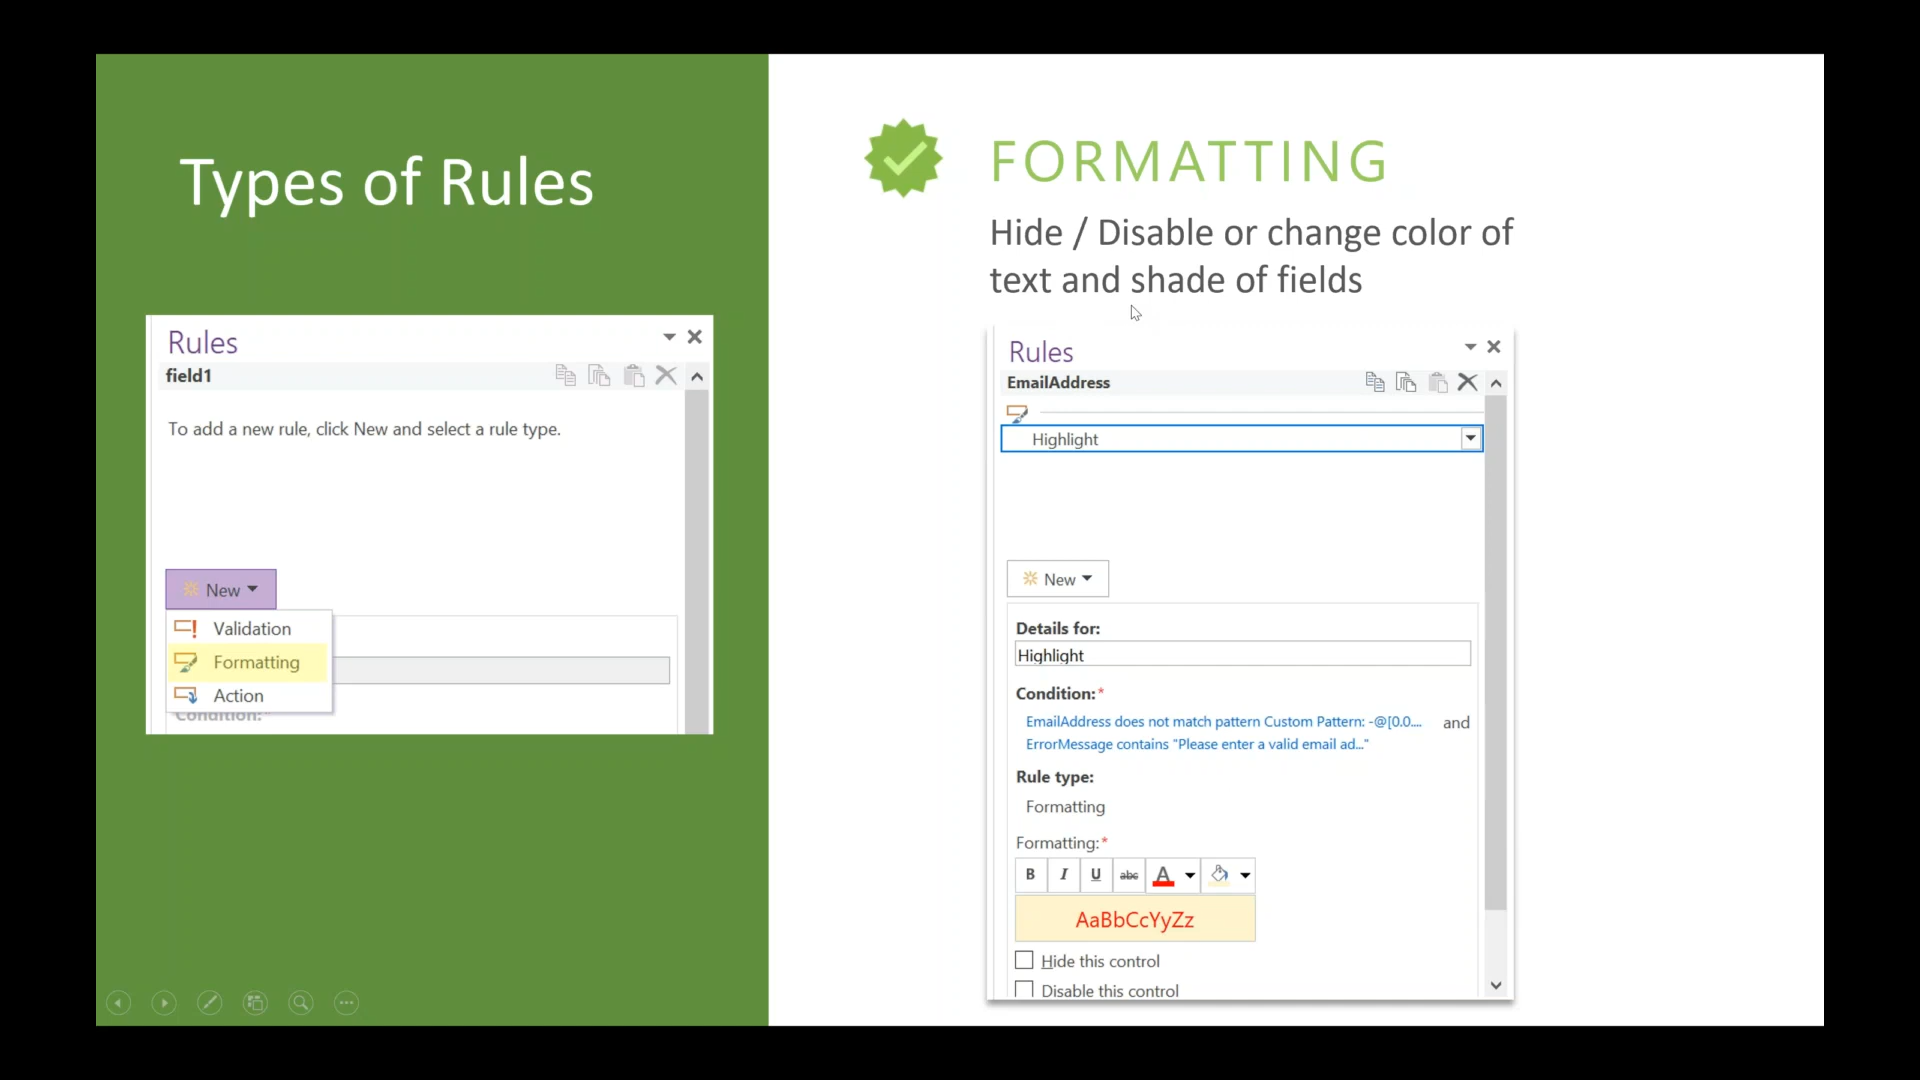 Types of Rules
Rules
field1
To add a new rule, click New and select a rule type.
New
Validation
Formatting
Action
Condition:*
FORMATTING
Hide / Disable or change color of
text and shade of fields
Rules
EmailAddress
Highlight
New
Details for:
Highlight
Condition:*
EmailAddress does not match pattern Custom Pattern: -@[0.0.... and
ErrorMessage contains "Please enter a valid email ad..."
Rule type:
Formatting
Formatting:*
B I U abc A
AaBbCcYyZz
Hide this control
Disable this control